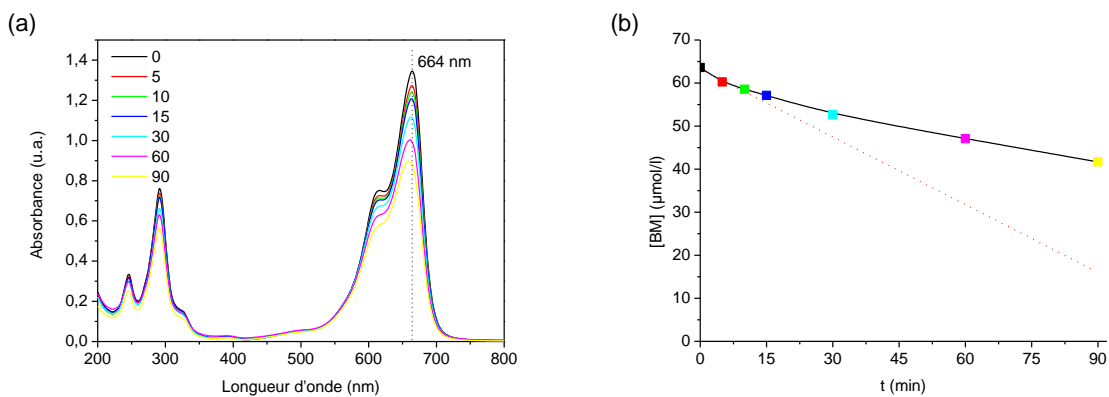 (a)
1,4
1,2
1,0
0,8
0,6
0,4
0,2
0,0
Absorbance (u.a.)
0
5
10
15
30
60
90
664 nm
200 300 400 500 600 700 800
Longueur d'onde (nm)
(b)
70
60
50
40
30
20
10
0
[BM] (µmol/l)
0 15 30 45 60 75 90
t (min)